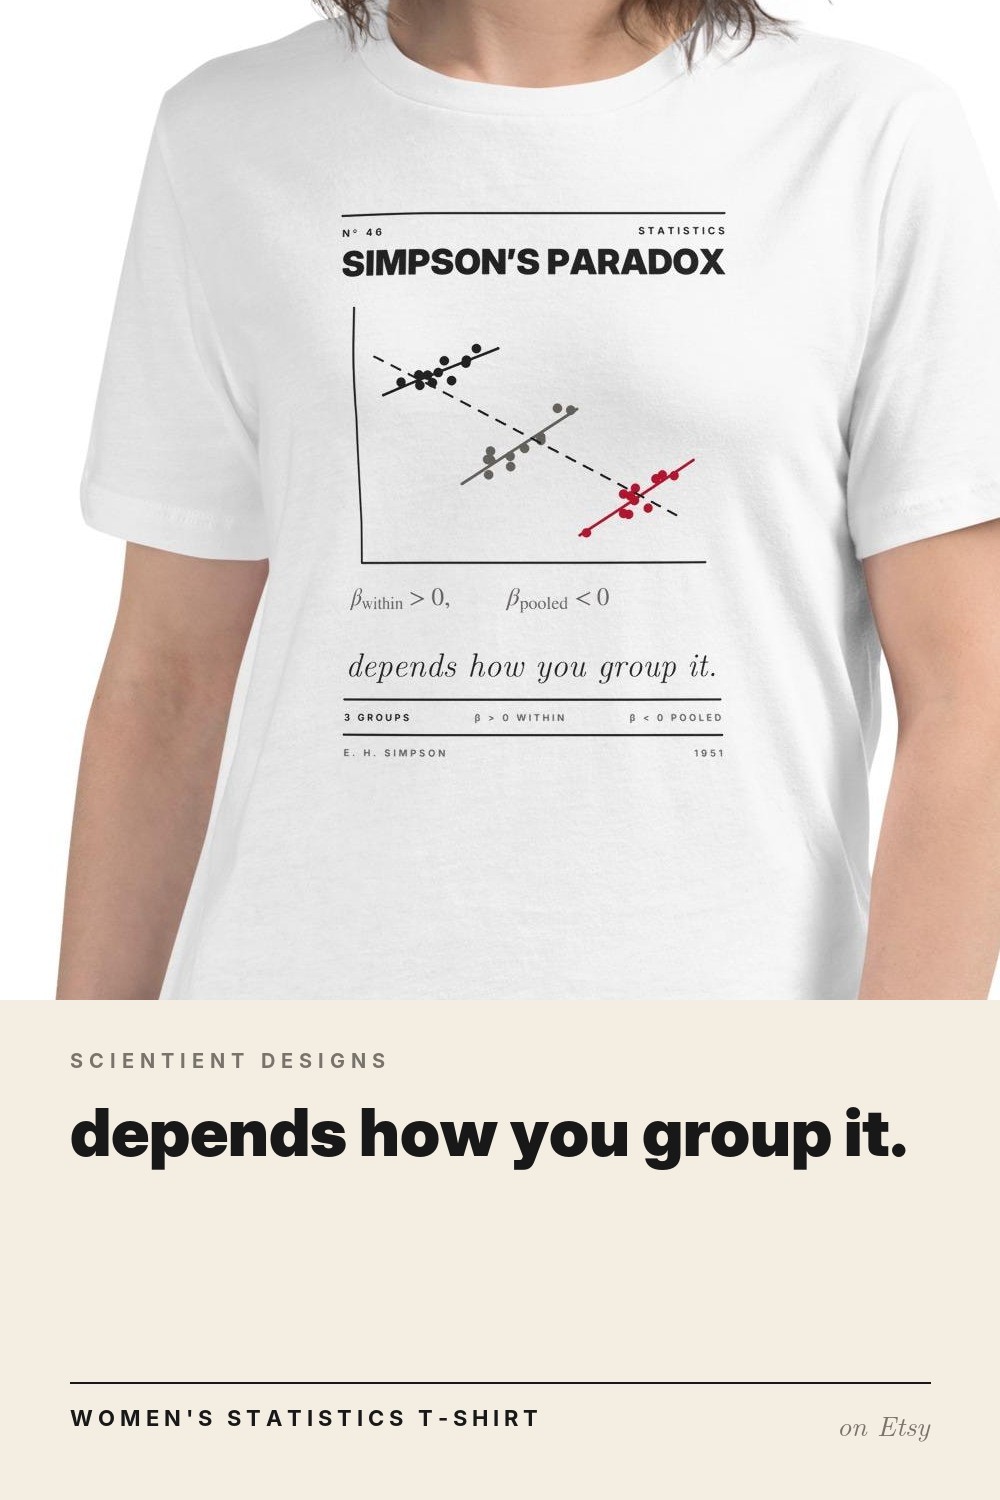 Nº 46 STATISTICS
SIMPSON'S PARADOX
βwithin > 0, βpooled < 0
depends how you group it.
3 GROUPS β > 0 WITHIN β < 0 POOLED
E. H. SIMPSON 1951
SCIENTIENT DESIGNS
depends how you group it.
WOMEN'S STATISTICS T-SHIRT on Etsy